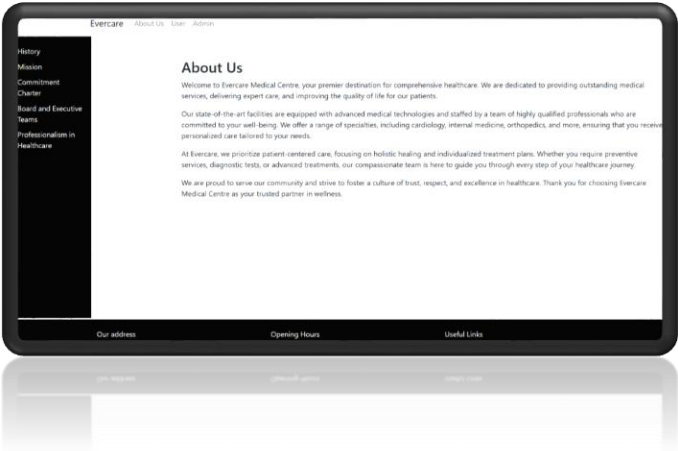 Evercare About Us User Admin
History
Mission
Commitment
Charter
Board and Executive
Teams
Professionalism in
Healthcare
About Us
Welcome to Evercare Medical Centre, your premier destination for comprehensive healthcare. We are dedicated to providing outstanding medical
services, delivering expert care, and improving the quality of life for our patients.
Our state-of-the-art facilities are equipped with advanced medical technologies and staffed by a team of highly qualified professionals who are
committed to your well-being. We offer a range of specialties, including cardiology, internal medicine, orthopedics, and more, ensuring that you receive
personalized care tailored to your needs.
At Evercare, we prioritize patient-centered care, focusing on holistic healing and individualized treatment plans. Whether you require preventive
services, diagnostic tests, or advanced treatments, our compassionate team is here to guide you through every step of your healthcare journey.
We are proud to serve our community and strive to foster a culture of trust, respect, and excellence in healthcare. Thank you for choosing Evercare
Medical Centre as your trusted partner in wellness.
Our address Opening Hours Useful Links